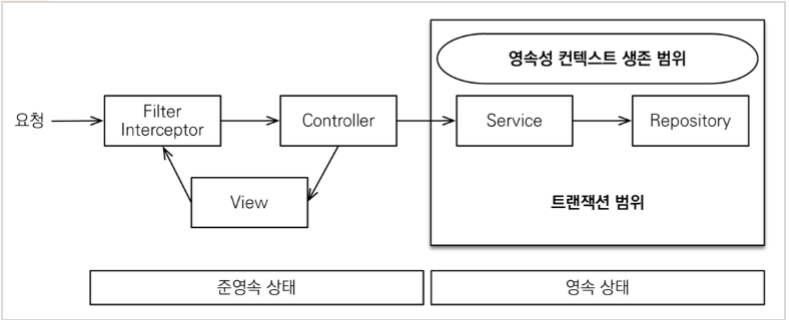 영속성 컨텍스트 생존 범위
요청
Filter
Interceptor
Controller
Service
Repository
View
트랜잭션 범위
준영속 상태
영속 상태